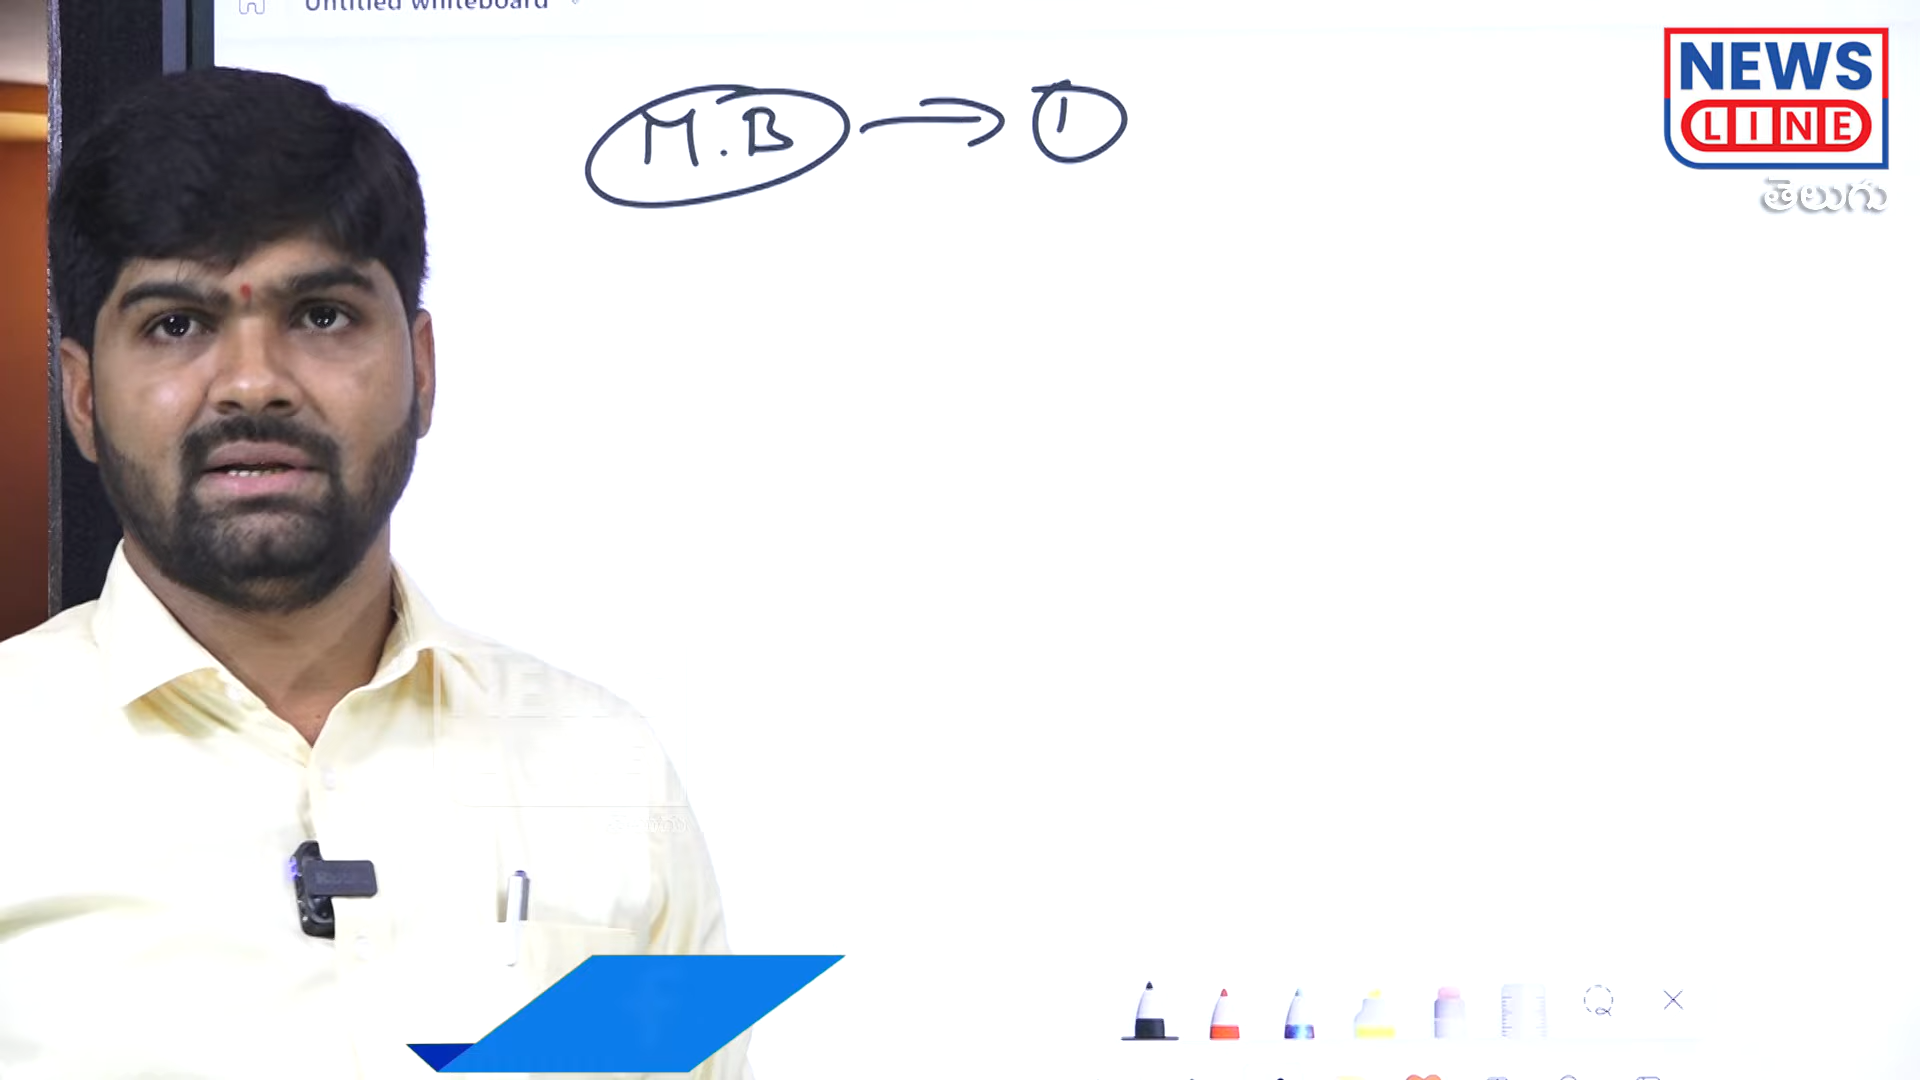 Untitled whiteboard
M.B → 1
NEWS
LINE
తెలుగు